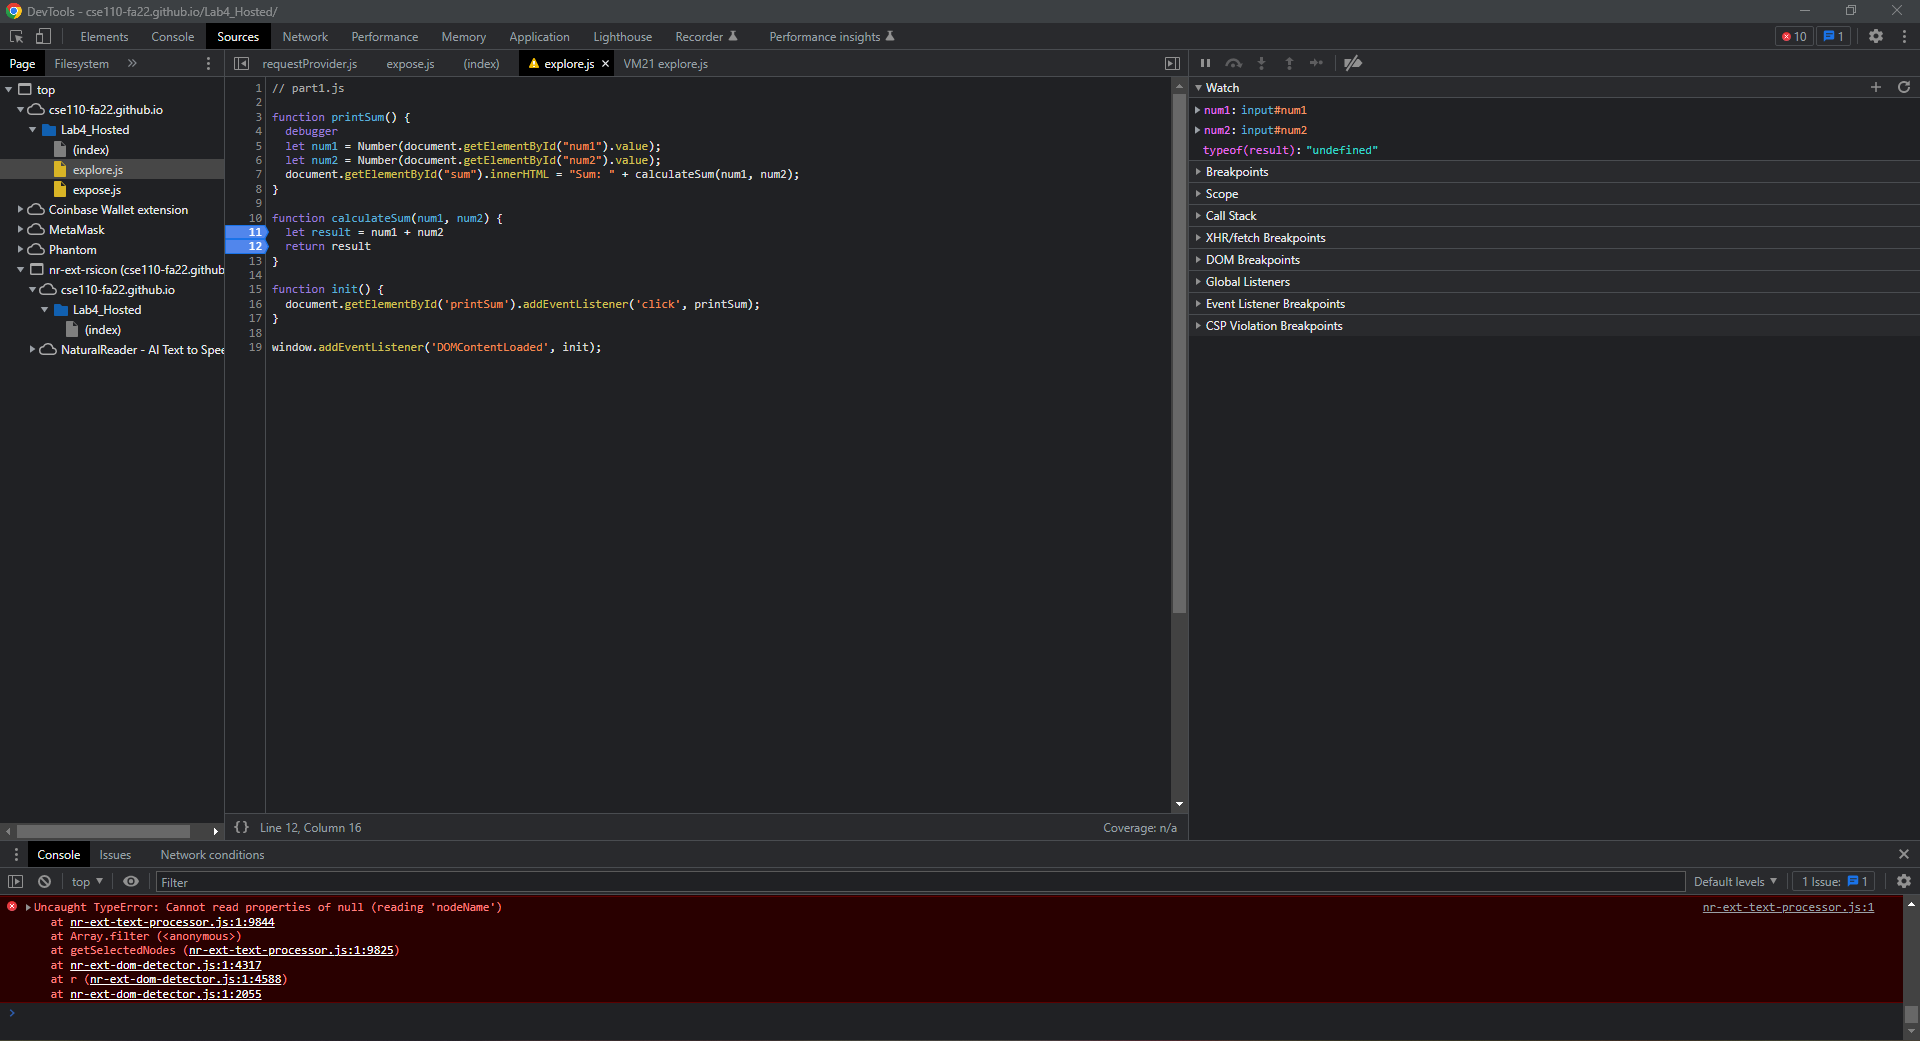 DevTools - cse110-fa22.github.io/Lab4_Hosted/
Elements Console Sources Network Performance Memory Application Lighthouse Recorder Performance insights 10 1
Page Filesystem »
requestProvider.js expose.js (index) explore.js × VM21 explore.js
top
cse110-fa22.github.io
Lab4_Hosted
(index)
explore.js
expose.js
Coinbase Wallet extension
MetaMask
Phantom
nr-ext-rsicon (cse110-fa22.github
cse110-fa22.github.io
Lab4_Hosted
(index)
NaturalReader - AI Text to Spee
1 // part1.js
2
3 function printSum() {
4 debugger
5 let num1 = Number(document.getElementById("num1").value);
6 let num2 = Number(document.getElementById("num2").value);
7 document.getElementById("sum").innerHTML = "Sum: " + calculateSum(num1, num2);
8 }
9
10 function calculateSum(num1, num2) {
11 let result = num1 + num2
12 return result
13 }
14
15 function init() {
16 document.getElementById('printSum').addEventListener('click', printSum);
17 }
18
19 window.addEventListener('DOMContentLoaded', init);
{} Line 12, Column 16 Coverage: n/a
Watch
num1: input#num1
num2: input#num2
typeof(result): "undefined"
Breakpoints
Scope
Call Stack
XHR/fetch Breakpoints
DOM Breakpoints
Global Listeners
Event Listener Breakpoints
CSP Violation Breakpoints
Console Issues Network conditions
top Filter Default levels 1 Issue: 1
Uncaught TypeError: Cannot read properties of null (reading 'nodeName') nr-ext-text-processor.js:1
at nr-ext-text-processor.js:1:9844
at Array.filter (<anonymous>)
at getSelectedNodes (nr-ext-text-processor.js:1:9825)
at nr-ext-dom-detector.js:1:4317
at r (nr-ext-dom-detector.js:1:4588)
at nr-ext-dom-detector.js:1:2055